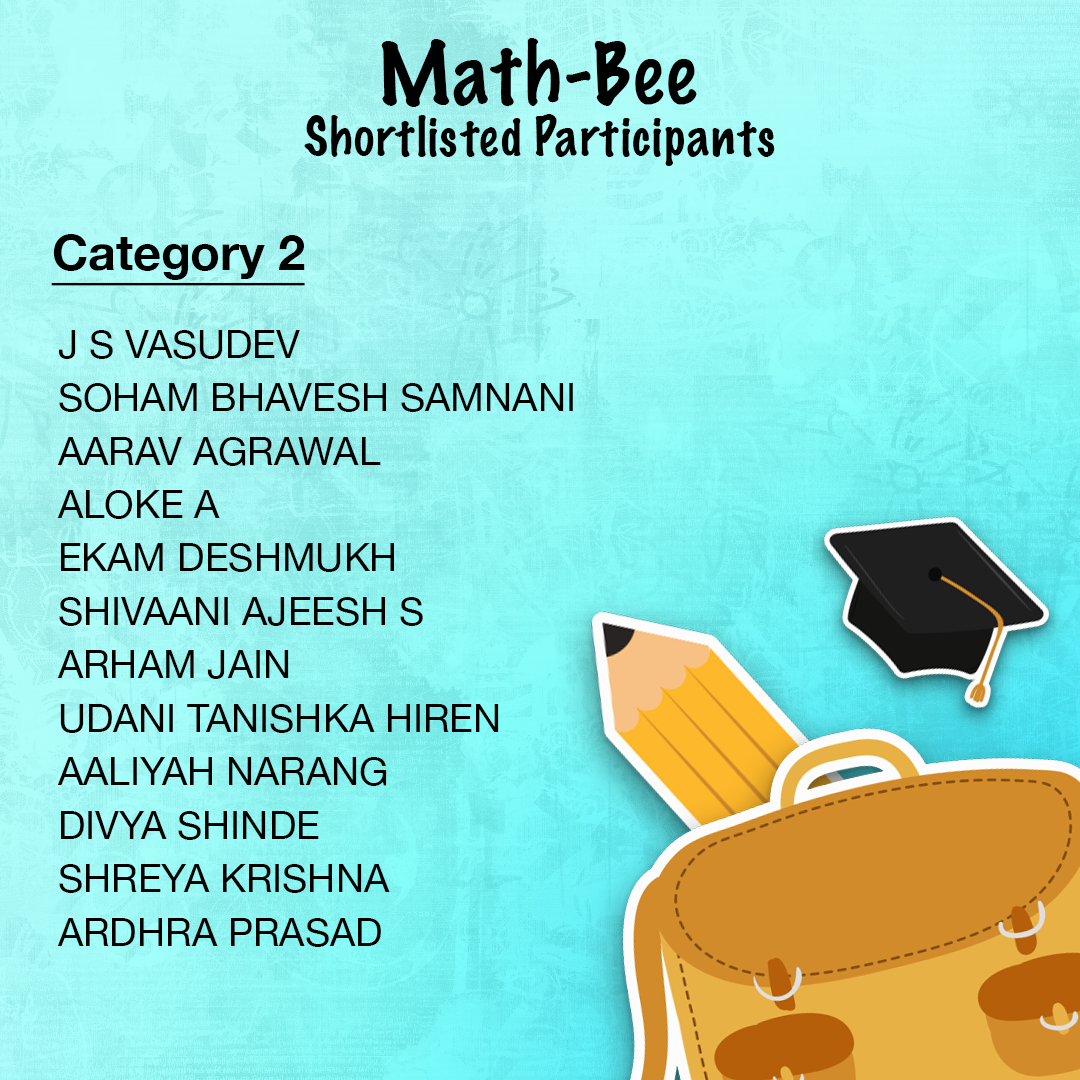 Math-Bee
Shortlisted Participants
Category 2
J S VASUDEV
SOHAM BHAVESH SAMNANI
AARAV AGRAWAL
ALOKE A
EKAM DESHMUKH
SHIVAANI AJEESH S
ARHAM JAIN
UDANI TANISHKA HIREN
AALIYAH NARANG
DIVYA SHINDE
SHREYA KRISHNA
ARDHRA PRASAD